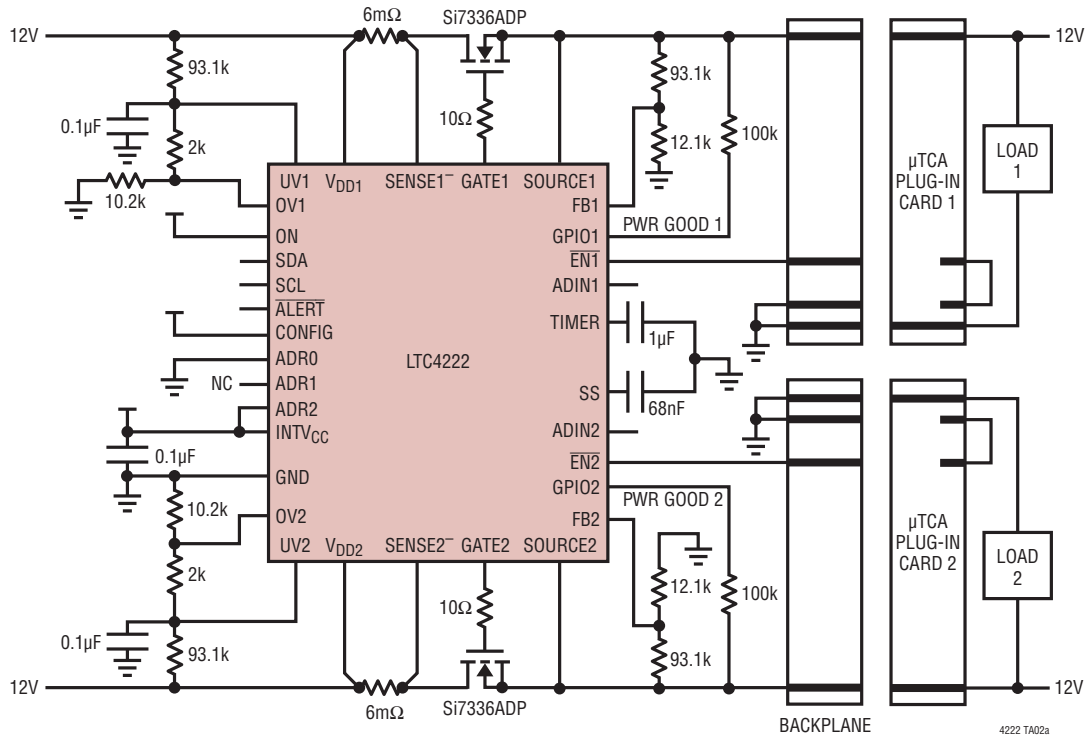 6mΩ
Si7336ADP
12V
12V
93.1k
93.1k
0.1µF
10Ω
12.1k
100k
2k
10.2k
UV1
VDD1
SENSE1–
GATE1
SOURCE1
OV1
FB1
ON
GPIO1
PWR GOOD 1
SDA
EN1
SCL
ADIN1
ALERT
CONFIG
TIMER
1µF
ADR0
LTC4222
NC
ADR1
SS
68nF
ADR2
INTVCC
ADIN2
0.1µF
EN2
GND
GPIO2
PWR GOOD 2
10.2k
OV2
FB2
UV2
VDD2
SENSE2–
GATE2
SOURCE2
2k
10Ω
12.1k
100k
0.1µF
93.1k
93.1k
12V
12V
6mΩ
Si7336ADP
µTCA
PLUG-IN
CARD 1
LOAD
1
µTCA
PLUG-IN
CARD 2
LOAD
2
BACKPLANE
4222 TA02a